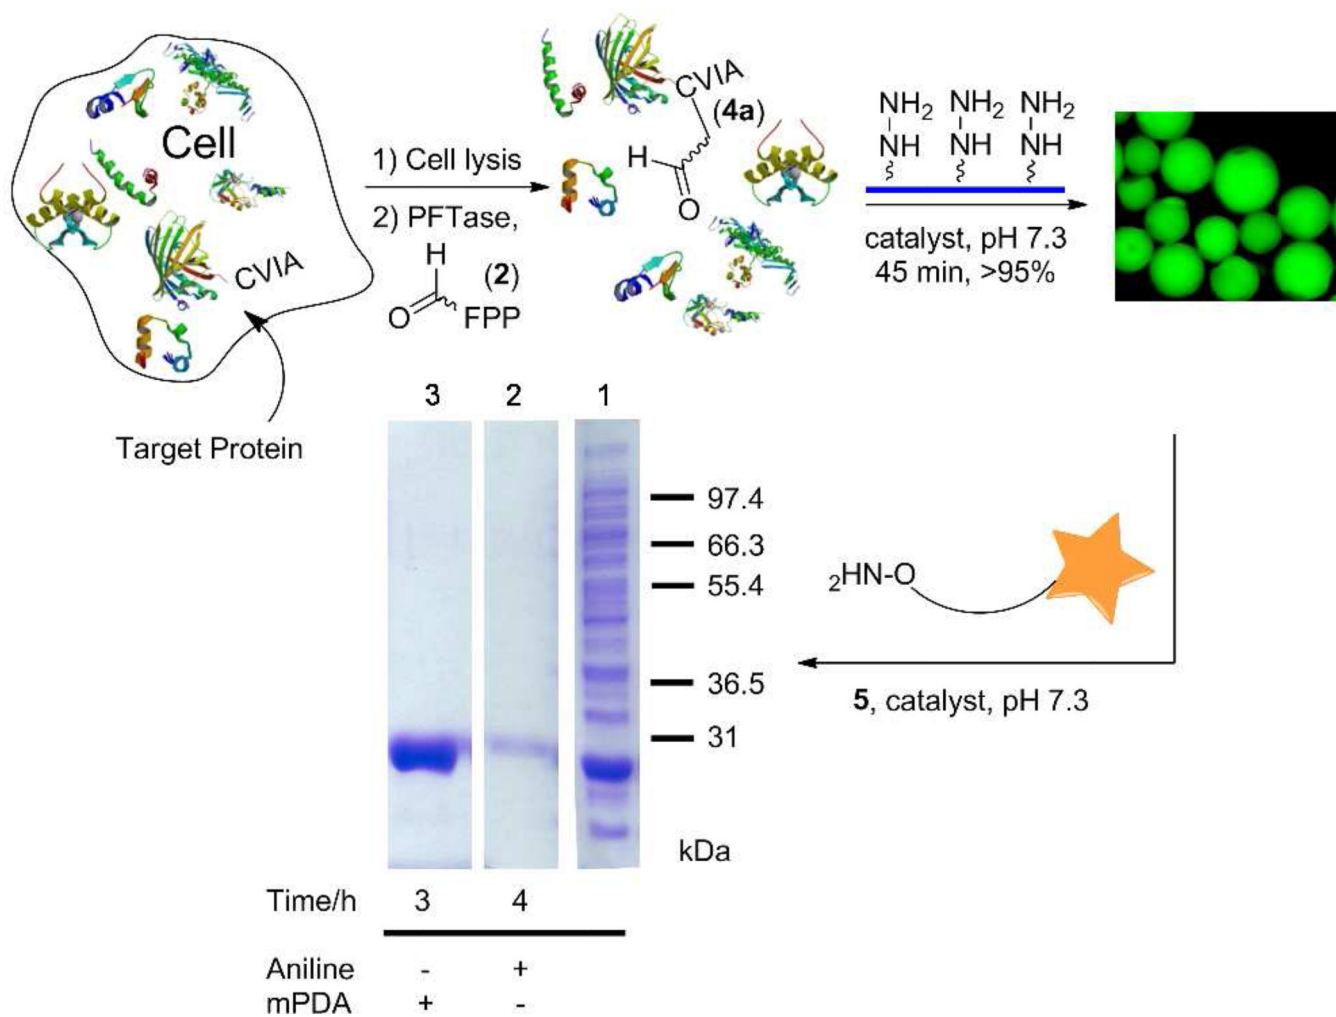 Cell
CVIA
Target Protein
1) Cell lysis
2) PFTase,
H
(2)
O
FPP
CVIA
(4a)
H
O
NH2 NH2 NH2
NH NH NH
catalyst, pH 7.3
45 min, >95%
3 2 1
97.4
66.3
55.4
36.5
31
kDa
2HN-O
5, catalyst, pH 7.3
Time/h 3 4
Aniline - +
mPDA + -